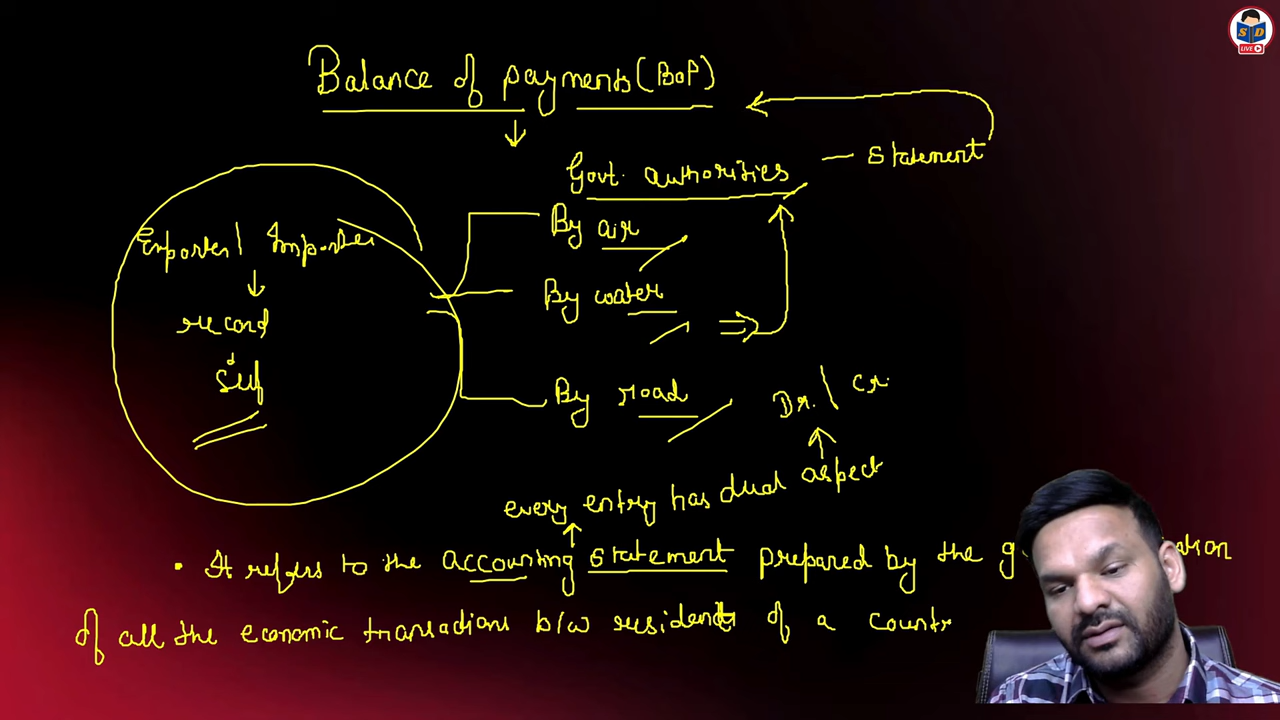 Balance of payments (BoP)
Govt. authorities — Statement
By air
Exporter/ Importer
By water
record
By road
Dr. / Cr.
every entry has dual aspect
• It refers to the accounting statement prepared by the
of all the economic transactions b/w residents of a countr
SD
LIVE